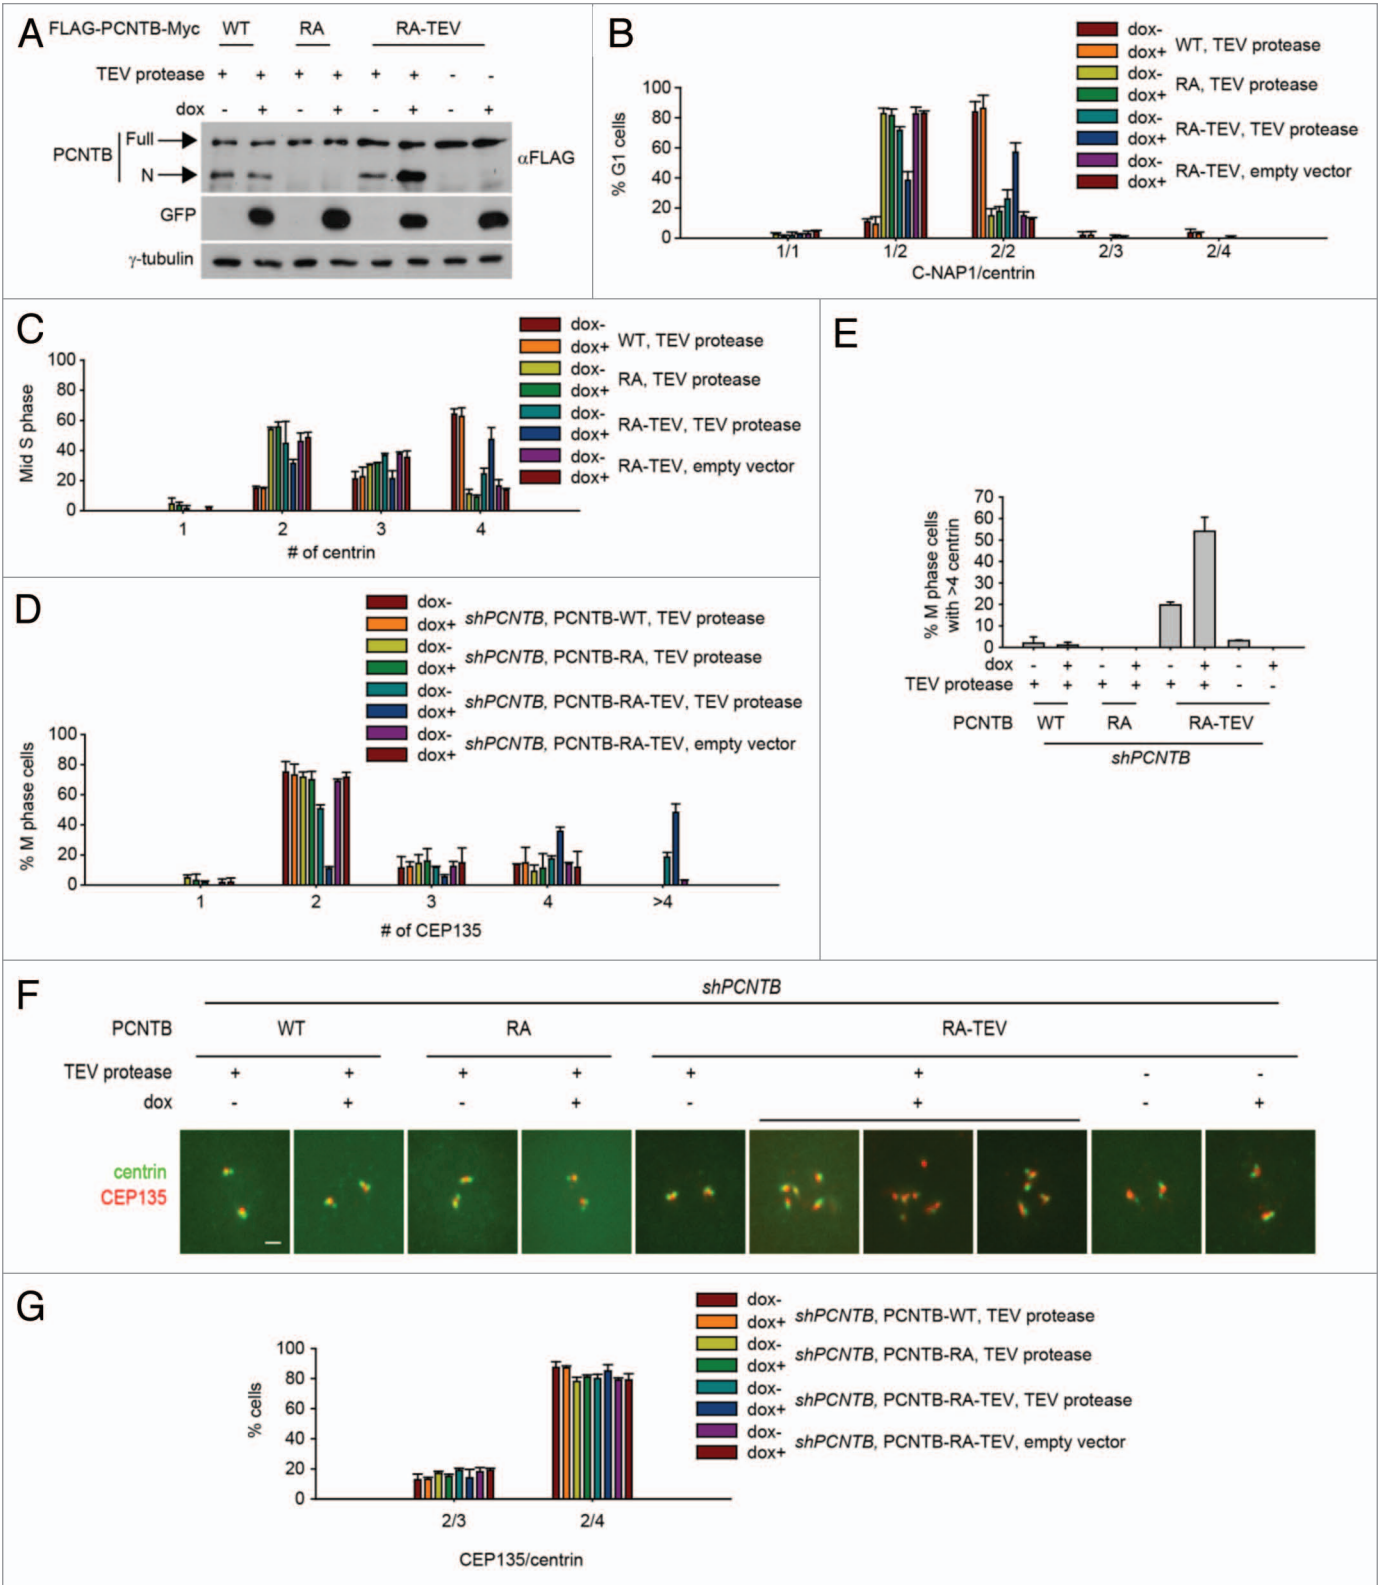 A
FLAG-PCNTB-Myc WT RA RA-TEV
TEV protease + + + + + + - -
dox - + - + - + - +
PCNTB Full N αFLAG
GFP
γ-tubulin
B
dox-
dox+ WT, TEV protease
dox-
dox+ RA, TEV protease
dox-
dox+ RA-TEV, TEV protease
dox-
dox+ RA-TEV, empty vector
% G1 cells
100
80
60
40
20
0
1/1 1/2 2/2 2/3 2/4
C-NAP1/centrin
C
dox-
dox+ WT, TEV protease
dox-
dox+ RA, TEV protease
dox-
dox+ RA-TEV, TEV protease
dox-
dox+ RA-TEV, empty vector
Mid S phase
100
80
60
40
20
0
1 2 3 4
# of centrin
D
dox-
dox+ shPCNTB, PCNTB-WT, TEV protease
dox-
dox+ shPCNTB, PCNTB-RA, TEV protease
dox-
dox+ shPCNTB, PCNTB-RA-TEV, TEV protease
dox-
dox+ shPCNTB, PCNTB-RA-TEV, empty vector
% M phase cells
100
80
60
40
20
0
1 2 3 4 >4
# of CEP135
E
% M phase cells
with >4 centrin
70
60
50
40
30
20
10
0
dox - + - + - + - +
TEV protease + + + + + + - -
PCNTB WT RA RA-TEV
shPCNTB
F
shPCNTB
PCNTB WT RA RA-TEV
TEV protease + + + + + + - -
dox - + - + - + - +
centrin
CEP135
G
dox-
dox+ shPCNTB, PCNTB-WT, TEV protease
dox-
dox+ shPCNTB, PCNTB-RA, TEV protease
dox-
dox+ shPCNTB, PCNTB-RA-TEV, TEV protease
dox-
dox+ shPCNTB, PCNTB-RA-TEV, empty vector
% cells
100
80
60
40
20
0
2/3 2/4
CEP135/centrin